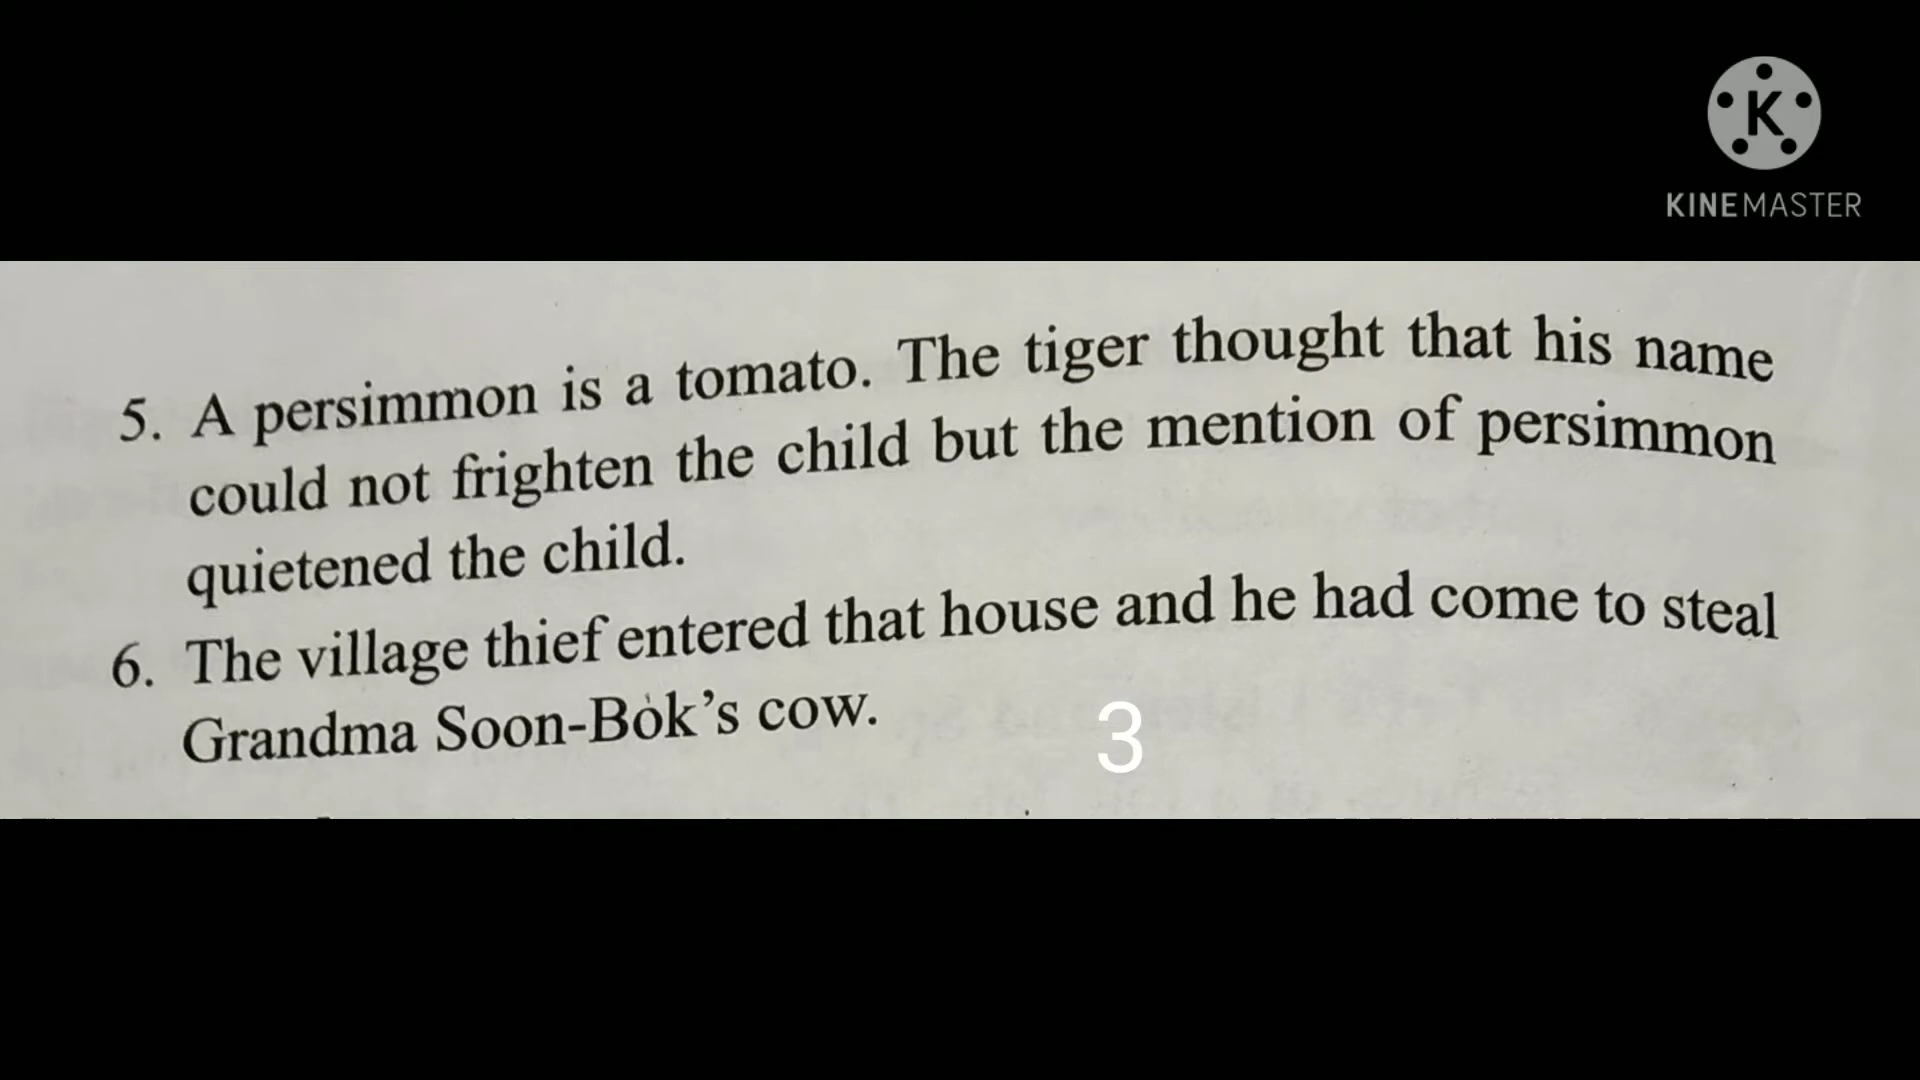 K
KINEMASTER
5. A persimmon is a tomato. The tiger thought that his name
could not frighten the child but the mention of persimmon
quietened the child.
6. The village thief entered that house and he had come to steal
Grandma Soon-Bok's cow.
3